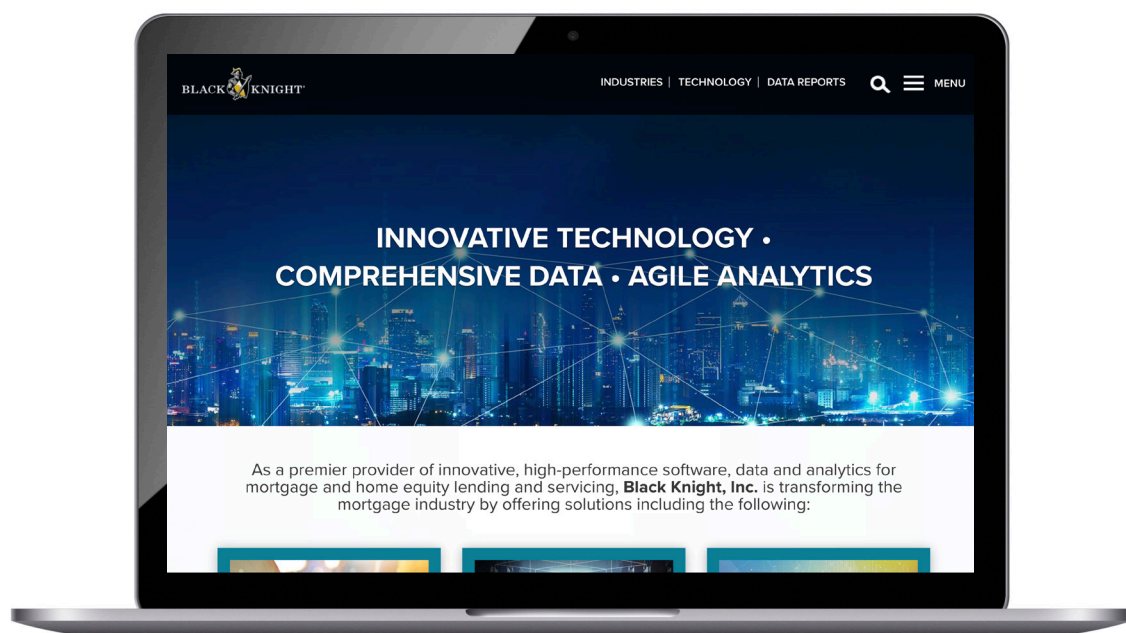 BLACK KNIGHT
INDUSTRIES | TECHNOLOGY | DATA REPORTS
MENU
INNOVATIVE TECHNOLOGY •
COMPREHENSIVE DATA • AGILE ANALYTICS
As a premier provider of innovative, high-performance software, data and analytics for
mortgage and home equity lending and servicing, Black Knight, Inc. is transforming the
mortgage industry by offering solutions including the following: